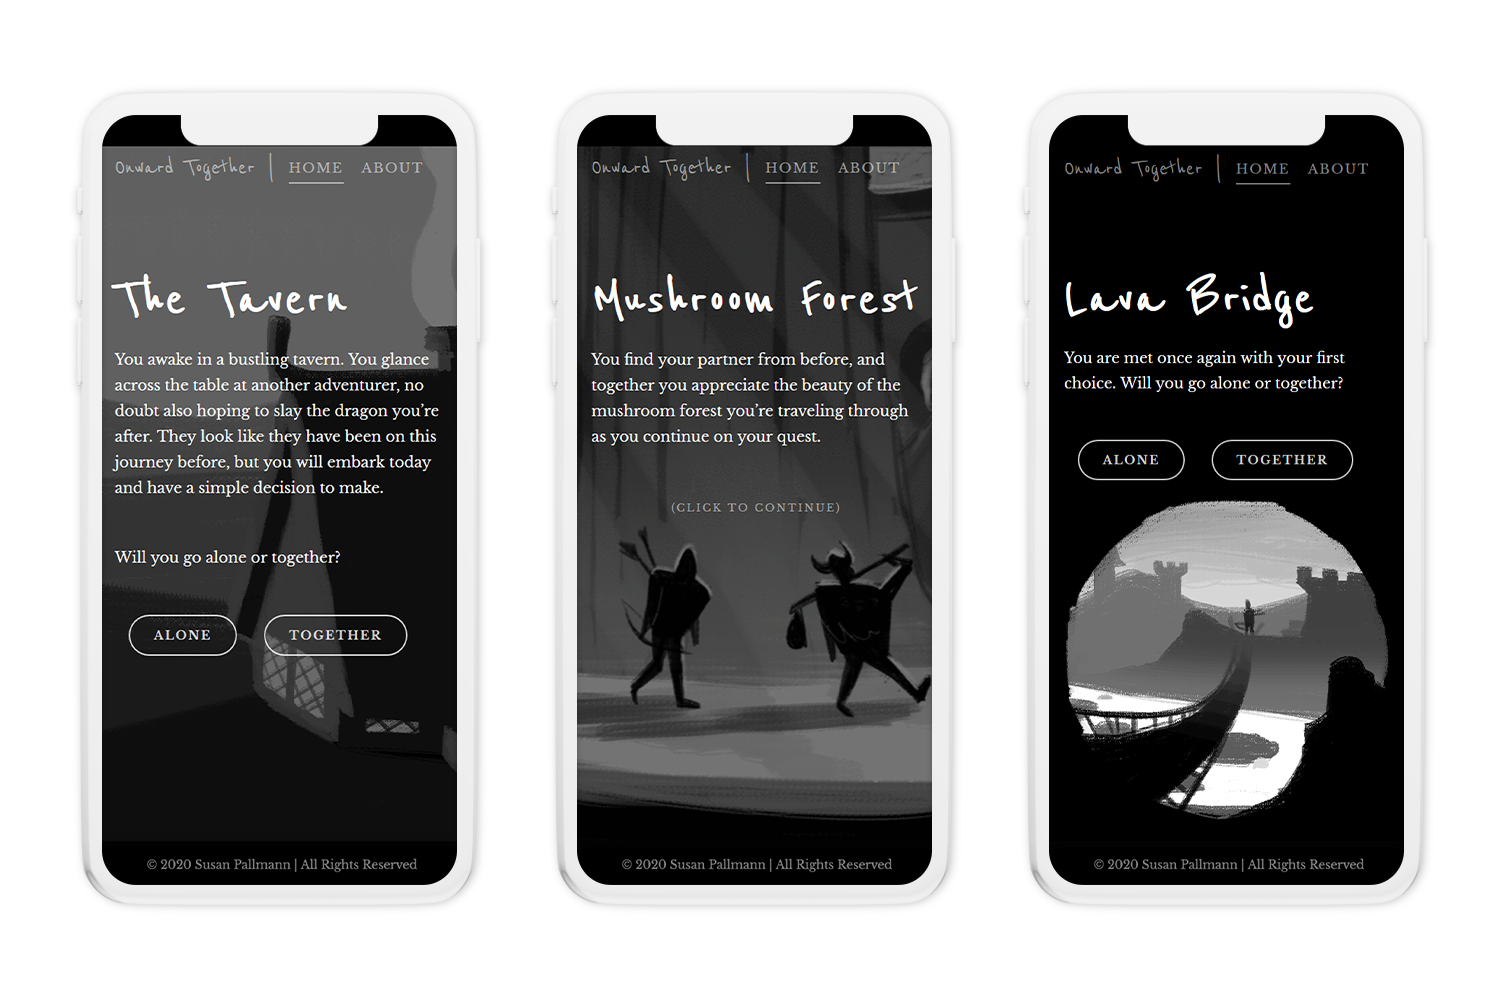 Onward Together | HOME ABOUT
The Tavern
You awake in a bustling tavern. You glance
across the table at another adventurer, no
doubt also hoping to slay the dragon you’re
after. They look like they have been on this
journey before, but you will embark today
and have a simple decision to make.
Will you go alone or together?
ALONE TOGETHER
© 2020 Susan Pallmann | All Rights Reserved
Onward Together | HOME ABOUT
Mushroom Forest
You find your partner from before, and
together you appreciate the beauty of the
mushroom forest you’re traveling through
as you continue on your quest.
(CLICK TO CONTINUE)
© 2020 Susan Pallmann | All Rights Reserved
Onward Together | HOME ABOUT
Lava Bridge
You are met once again with your first
choice. Will you go alone or together?
ALONE TOGETHER
© 2020 Susan Pallmann | All Rights Reserved